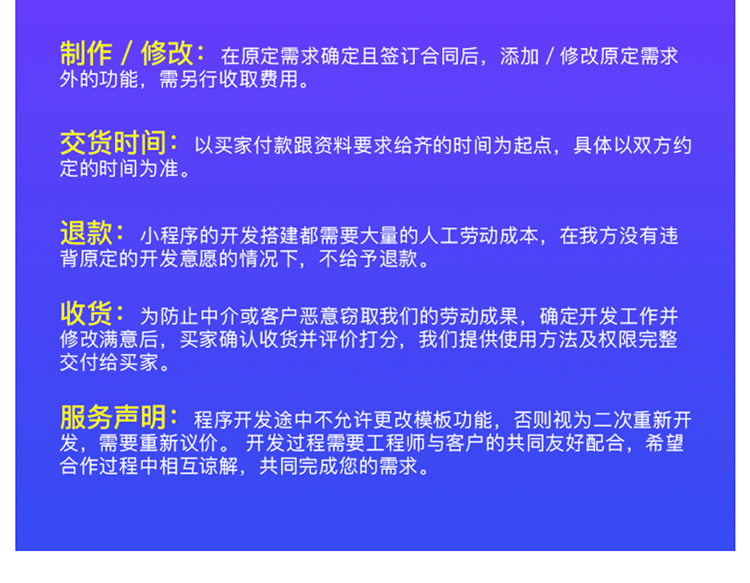 制作 / 修改：在原定需求确定且签订合同后，添加 / 修改原定需求
外的功能，需另行收取费用。
交货时间：以买家付款跟资料要求给齐的时间为起点，具体以双方约
定的时间为准。
退款：小程序的开发搭建都需要大量的人工劳动成本，在我方没有违
背原定的开发意愿的情况下，不给予退款。
收货：为防止中介或客户恶意窃取我们的劳动成果，确定开发工作并
修改满意后，买家确认收货并评价打分，我们提供使用方法及权限完整
交付给买家。
服务声明：程序开发途中不允许更改模板功能，否则视为二次重新开
发，需要重新议价。 开发过程需要工程师与客户的共同友好配合，希望
合作过程中相互谅解，共同完成您的需求。